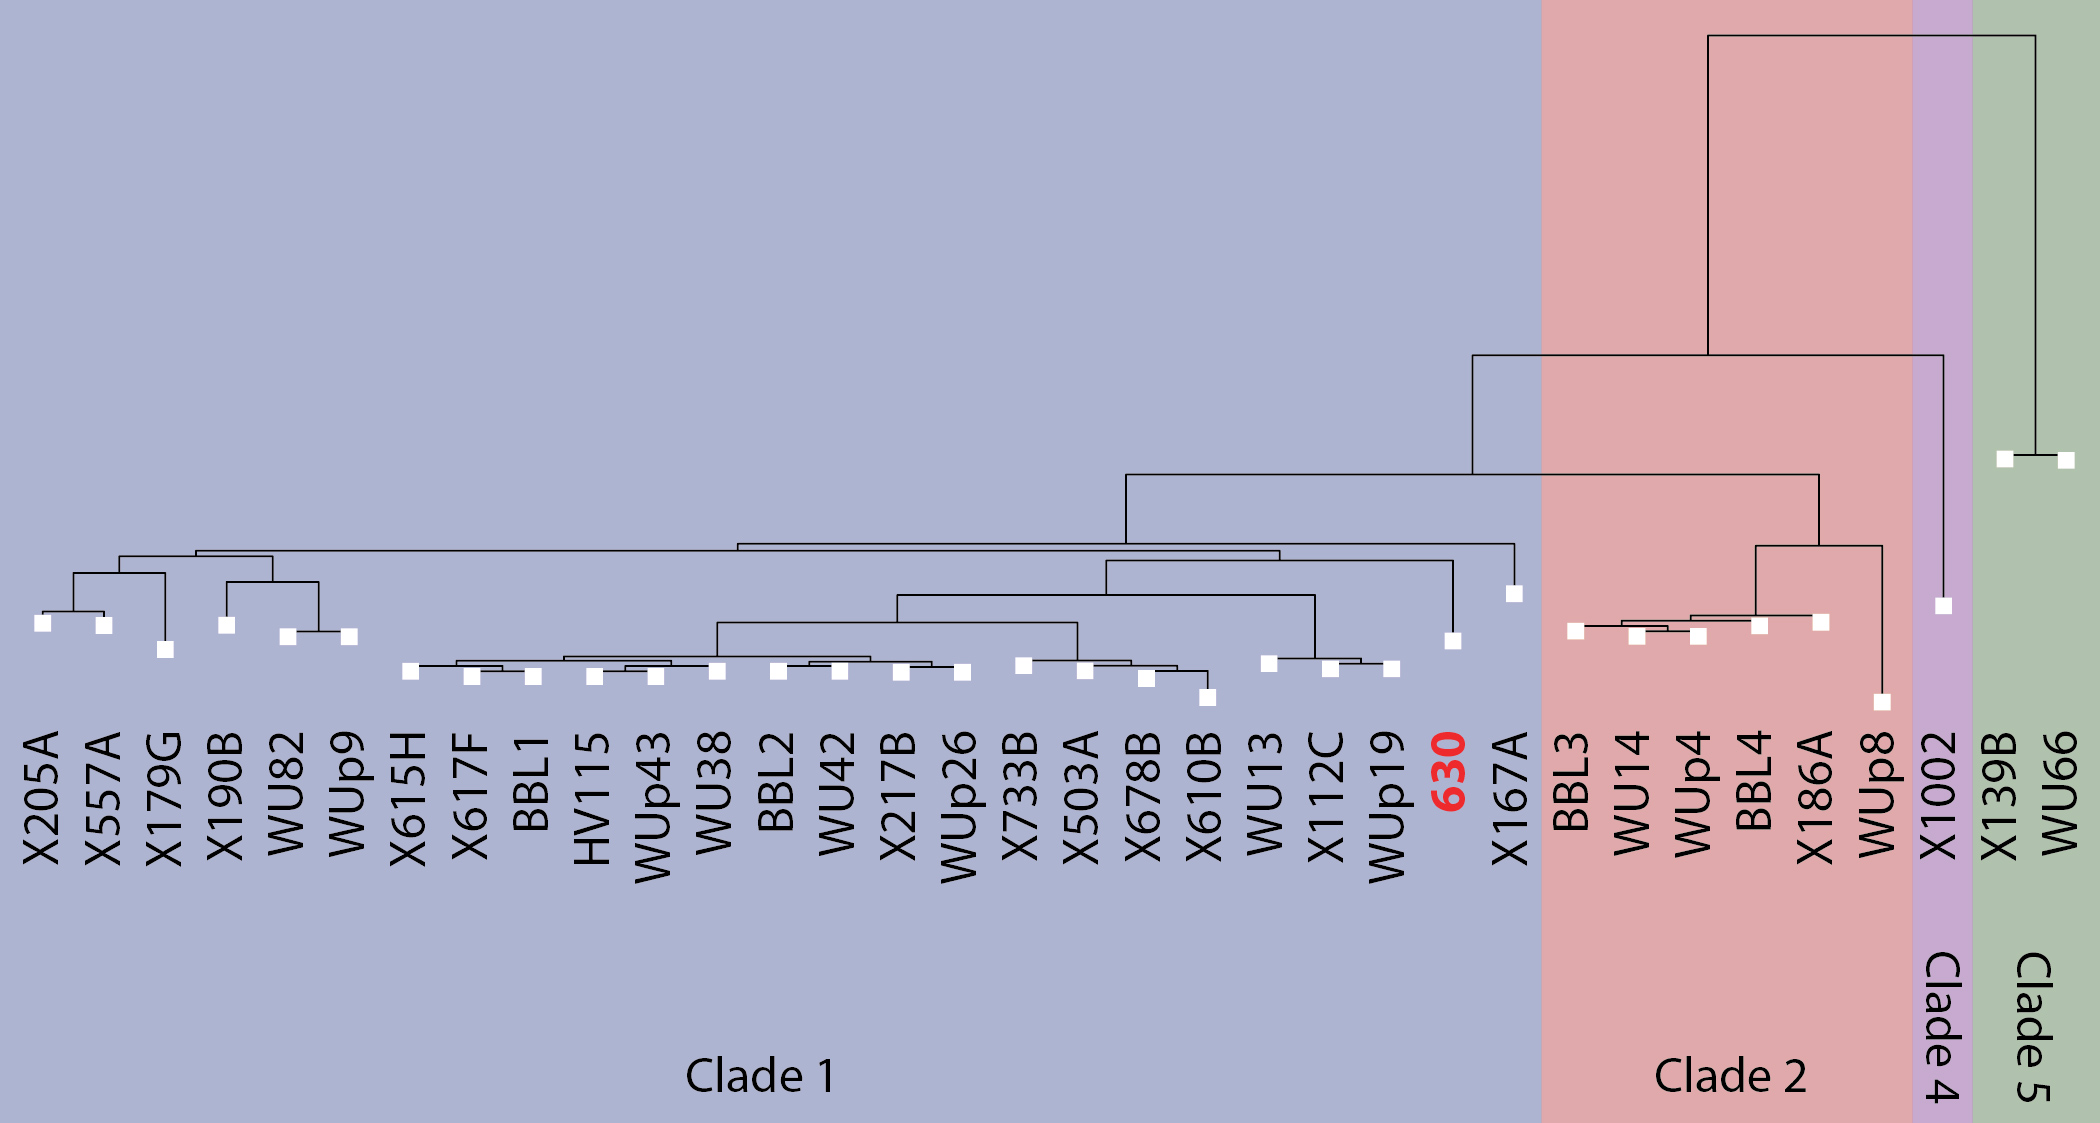 X205A
X557A
X179G
X190B
WU82
WUp9
X615H
X617F
BBL1
HV115
WUp43
WU38
BBL2
WU42
X217B
WUp26
X733B
X503A
X678B
X610B
WU13
X112C
WUp19
630
X167A
BBL3
WU14
WUp4
BBL4
X186A
WUp8
X1002
X139B
WU66
Clade 1
Clade 2
Clade 4
Clade 5